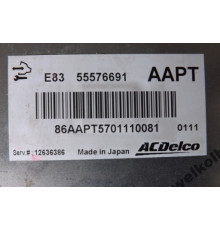 E83 55576691 AAPT
86AAPT5701110081 0111
Serv.#: 12636386 Made in Japan ACDelco